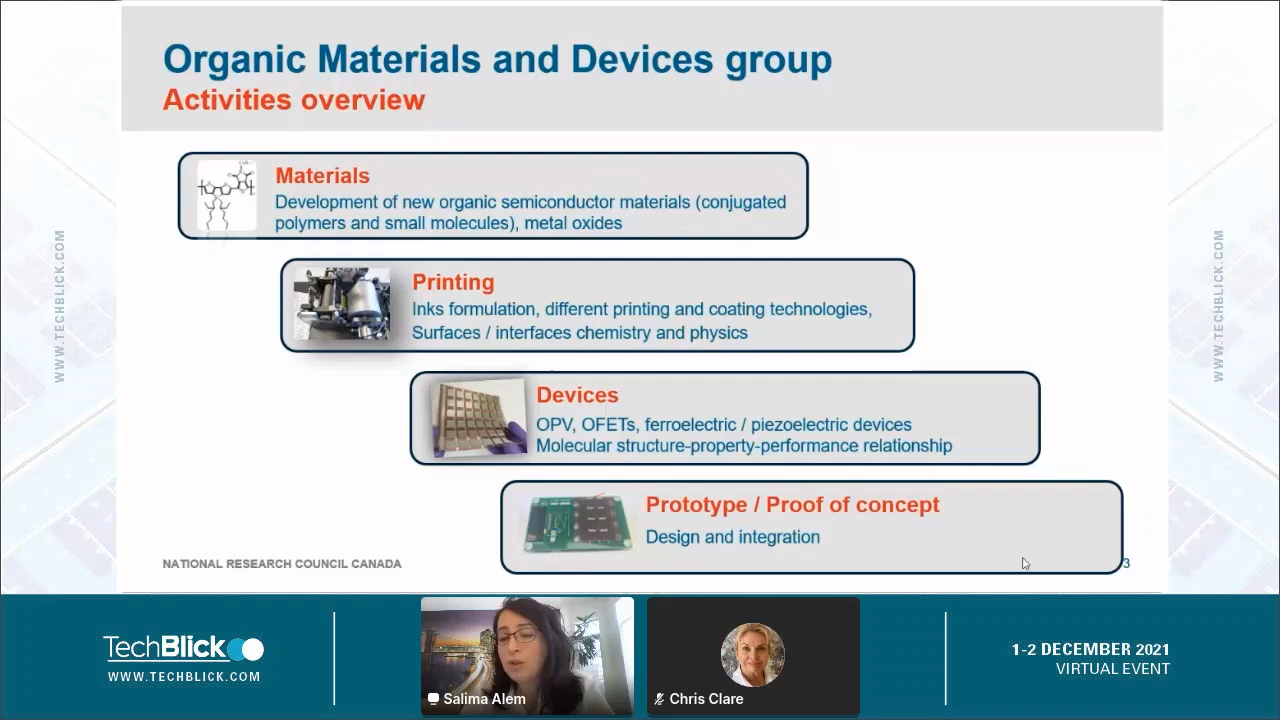 Organic Materials and Devices group
Activities overview
Materials
Development of new organic semiconductor materials (conjugated
polymers and small molecules), metal oxides
Printing
Inks formulation, different printing and coating technologies,
Surfaces / interfaces chemistry and physics
Devices
OPV, OFETs, ferroelectric / piezoelectric devices
Molecular structure-property-performance relationship
Prototype / Proof of concept
Design and integration
NATIONAL RESEARCH COUNCIL CANADA
3
WWW.TECHBLICK.COM
WWW.TECHBLICK.COM
TechBlick
WWW.TECHBLICK.COM
Salima Alem
Chris Clare
1-2 DECEMBER 2021
VIRTUAL EVENT